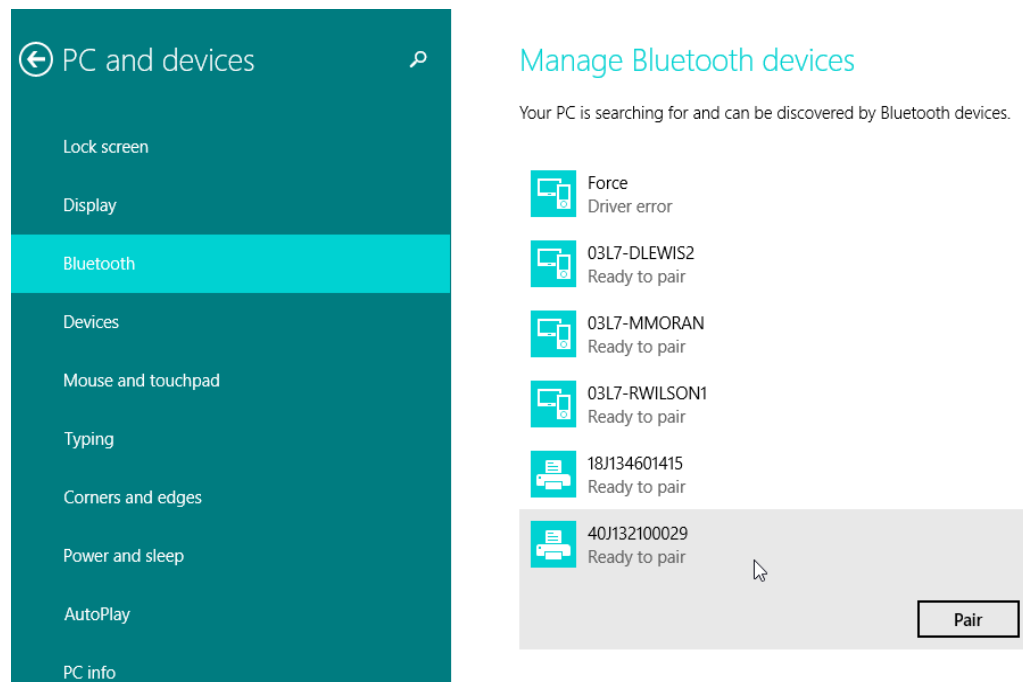 PC and devices
Lock screen
Display
Bluetooth
Devices
Mouse and touchpad
Typing
Corners and edges
Power and sleep
AutoPlay
PC info
Manage Bluetooth devices
Your PC is searching for and can be discovered by Bluetooth devices.
Force
Driver error
03L7-DLEWIS2
Ready to pair
03L7-MMORAN
Ready to pair
03L7-RWILSON1
Ready to pair
18J134601415
Ready to pair
40J132100029
Ready to pair
Pair